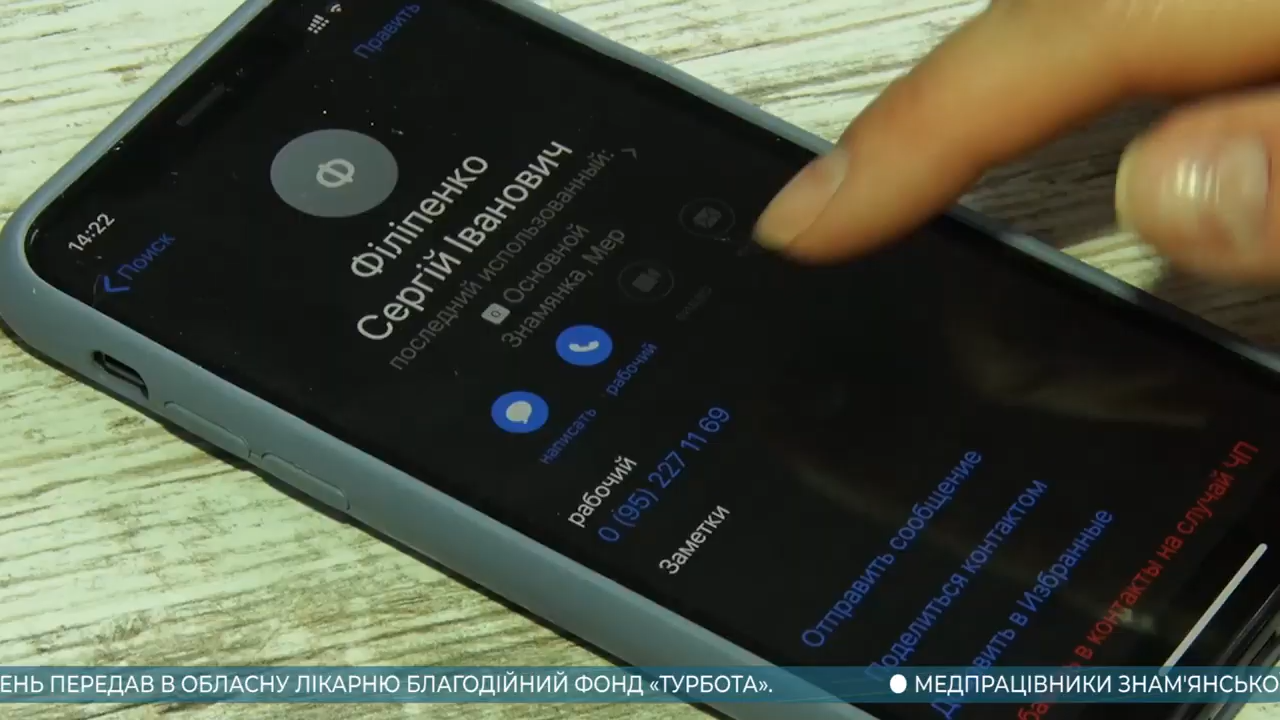 14:22
Поиск
Править
Ф
Філіпенко
Сергій Іванович
последний использованный:
О Основной
Знамянка, Мер
написать
рабочий
видео
рабочий
0 (95) 227 11 69
Заметки
Отправить сообщение
Поделиться контактом
Добавить в Избранные
в контакты на случай ЧП
ЕНЬ ПЕРЕДАВ В ОБЛАСНУ ЛІКАРНЮ БЛАГОДІЙНИЙ ФОНД «ТУРБОТА».
МЕДПРАЦІВНИКИ ЗНАМ'ЯНСЬКО